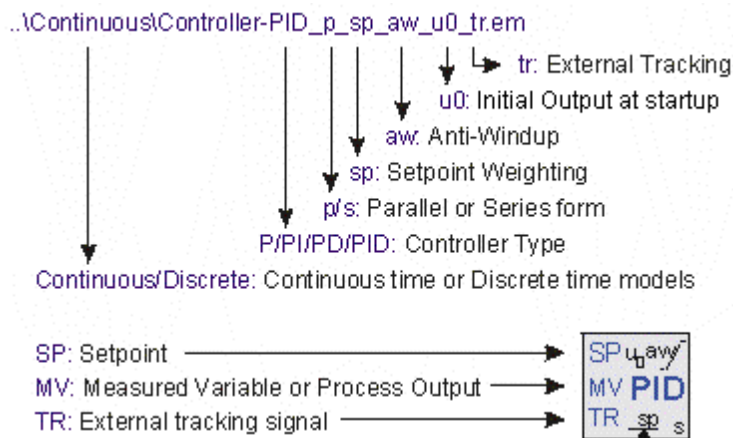 ..\Continuous\Controller-PID_p_sp_aw_u0_tr.em
tr: External Tracking
u0: Initial Output at startup
aw: Anti-Windup
sp: Setpoint Weighting
p/s: Parallel or Series form
P/PI/PD/PID: Controller Type
Continuous/Discrete: Continuous time or Discrete time models
SP: Setpoint
MV: Measured Variable or Process Output
TR: External tracking signal
SP u0 aw
MV PID
TR sp s